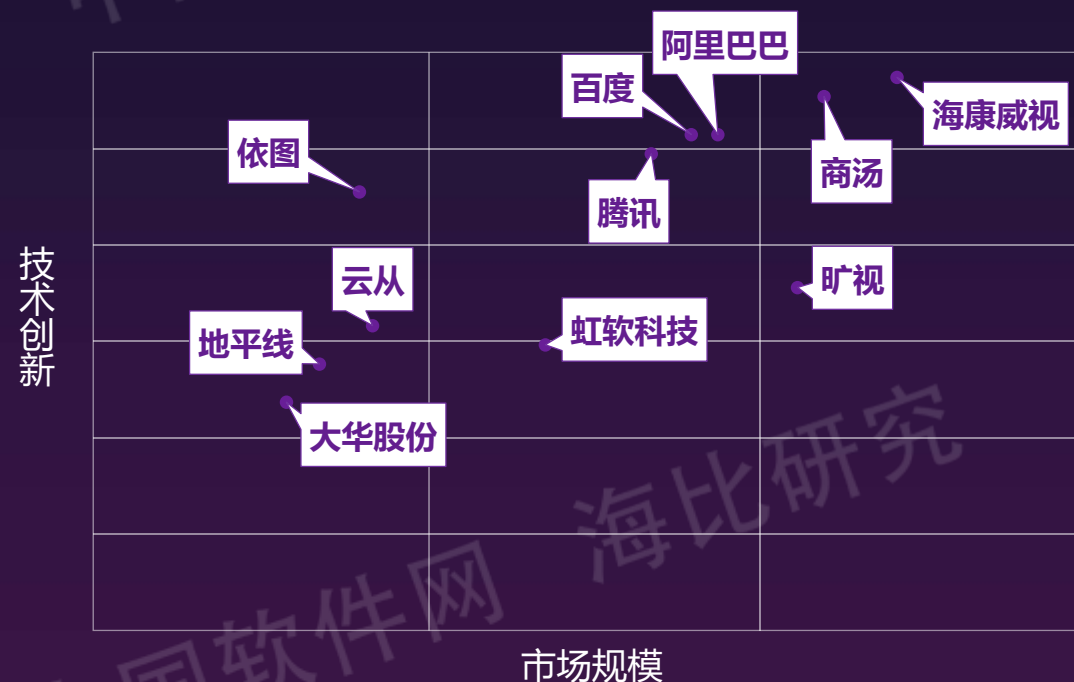 阿里巴巴
百度
海康威视
依图
商汤
腾讯
技术创新
云从
旷视
虹软科技
地平线
大华股份
海比研究
国软件网
市场规模